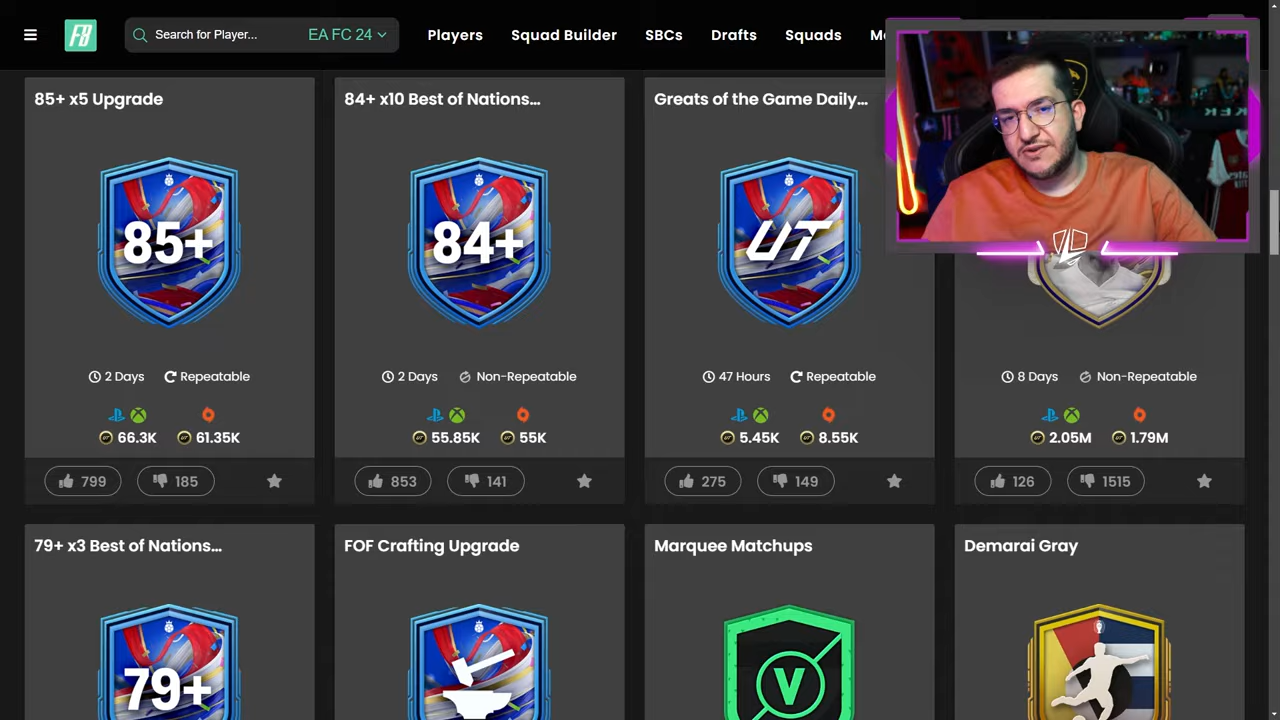 FB
Search for Player...
EA FC 24
Players
Squad Builder
SBCs
Drafts
Squads
85+ x5 Upgrade
84+ x10 Best of Nations...
Greats of the Game Daily...
85+
84+
UT
2 Days
Repeatable
2 Days
Non-Repeatable
47 Hours
Repeatable
8 Days
Non-Repeatable
66.3K
61.35K
55.85K
55K
5.45K
8.55K
2.05M
1.79M
799
185
853
141
275
149
126
1515
79+ x3 Best of Nations...
FOF Crafting Upgrade
Marquee Matchups
Demarai Gray
79+
V